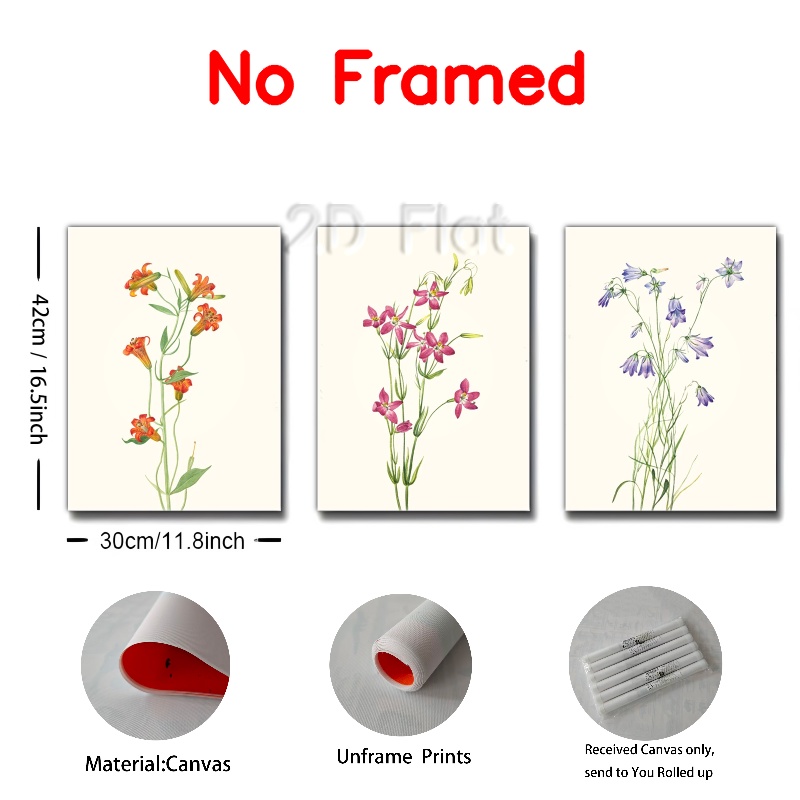 No Framed
2D Flat
42cm / 16.5inch
30cm/11.8inch
Material:Canvas
Unframe Prints
Received Canvas only,
send to You Rolled up